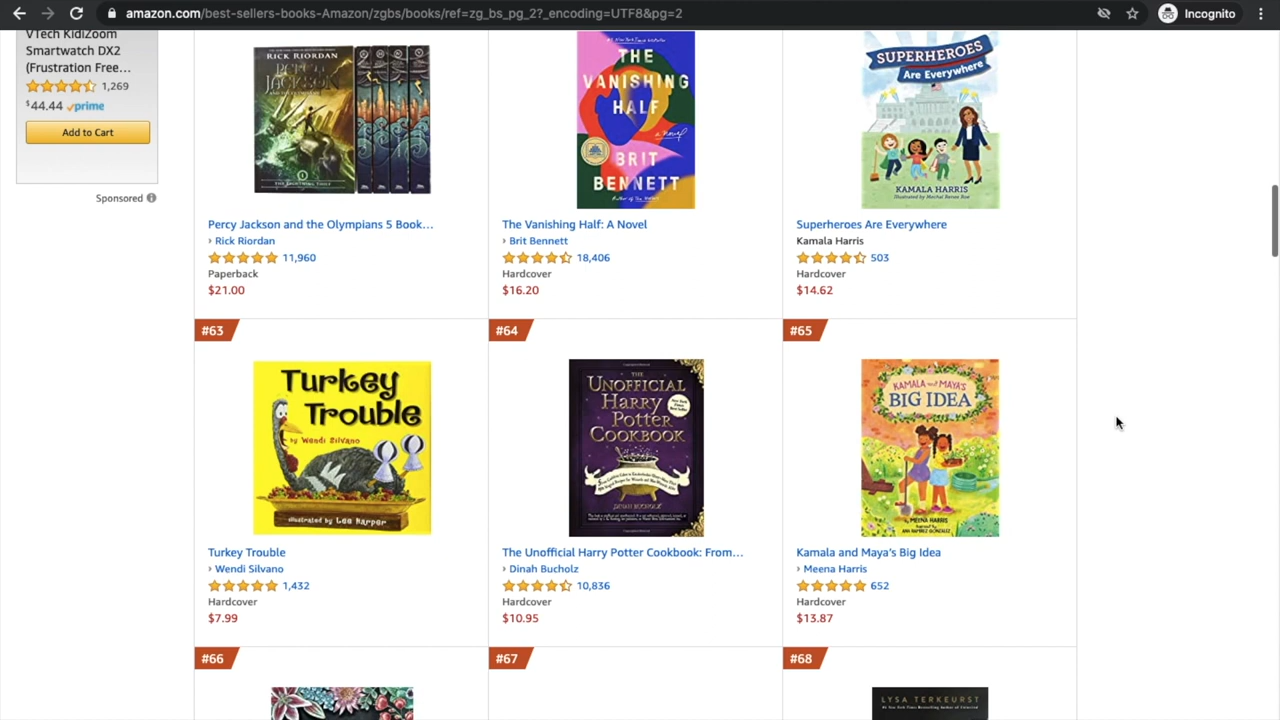 amazon.com/best-sellers-books-Amazon/zgbs/books/ref=zg_bs_pg_2?_encoding=UTF8&pg=2
Incognito
VTech KidiZoom
Smartwatch DX2
(Frustration Free...
1,269
$44.44 prime
Add to Cart
Sponsored
RICK RIORDAN
PERCY JACKSON
THE LIGHTNING THIEF
Percy Jackson and the Olympians 5 Book...
Rick Riordan
11,960
Paperback
$21.00
THE
VANISHING
HALF
a novel
BRIT
BENNETT
The Vanishing Half: A Novel
Brit Bennett
18,406
Hardcover
$16.20
SUPERHEROES
Are Everywhere
KAMALA HARRIS
Superheroes Are Everywhere
Kamala Harris
503
Hardcover
$14.62
#63
Turkey
Trouble
by Wendi Silvano
illustrated by Lee Harper
Turkey Trouble
Wendi Silvano
1,432
Hardcover
$7.99
#64
THE
UNOFFICIAL
HARRY
POTTER
COOKBOOK
DINAH BUCHOLZ
The Unofficial Harry Potter Cookbook: From...
Dinah Bucholz
10,836
Hardcover
$10.95
#65
KAMALA and MAYA'S
BIG IDEA
by MEENA HARRIS
Kamala and Maya's Big Idea
Meena Harris
652
Hardcover
$13.87
#66
#67
#68
LYSA TERKEURST